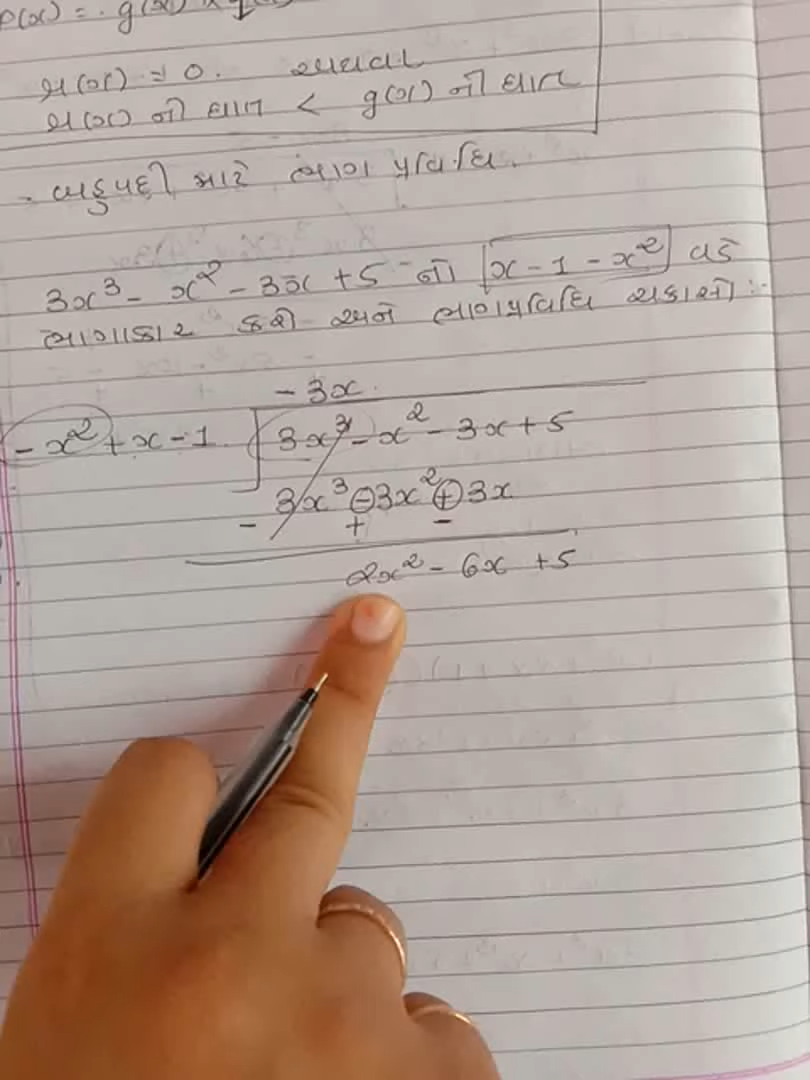 p(x) = g(x) ×
r(x) = 0. અથવા
r(x) ની ઘાત < g(x) ની ઘાત
- બહુપદી માટે ભાગ પ્રવિધિ.
3x³ - x² - 3x + 5 નો x - 1 - x² વડે
ભાગાકાર કરો અને ભાગપ્રવિધિ ચકાસો :-
- 3x.
- x² + x - 1 3x³ - x² - 3x + 5
3x³ - 3x² + 3x
- + -
2x² - 6x + 5